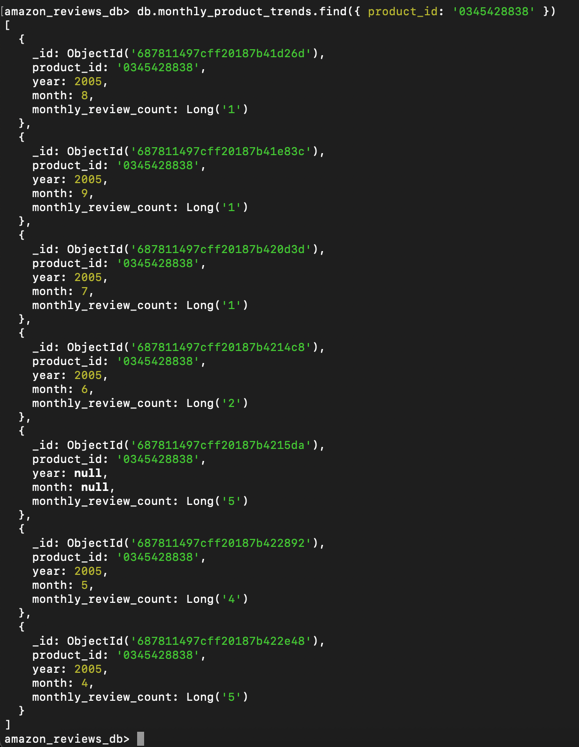 [amazon_reviews_db> db.monthly_product_trends.find({ product_id: '0345428838' })
[
  {
    _id: ObjectId('687811497cff20187b41d26d'),
    product_id: '0345428838',
    year: 2005,
    month: 8,
    monthly_review_count: Long('1')
  },
  {
    _id: ObjectId('687811497cff20187b41e83c'),
    product_id: '0345428838',
    year: 2005,
    month: 9,
    monthly_review_count: Long('1')
  },
  {
    _id: ObjectId('687811497cff20187b420d3d'),
    product_id: '0345428838',
    year: 2005,
    month: 7,
    monthly_review_count: Long('1')
  },
  {
    _id: ObjectId('687811497cff20187b4214c8'),
    product_id: '0345428838',
    year: 2005,
    month: 6,
    monthly_review_count: Long('2')
  },
  {
    _id: ObjectId('687811497cff20187b4215da'),
    product_id: '0345428838',
    year: null,
    month: null,
    monthly_review_count: Long('5')
  },
  {
    _id: ObjectId('687811497cff20187b422892'),
    product_id: '0345428838',
    year: 2005,
    month: 5,
    monthly_review_count: Long('4')
  },
  {
    _id: ObjectId('687811497cff20187b422e48'),
    product_id: '0345428838',
    year: 2005,
    month: 4,
    monthly_review_count: Long('5')
  }
]
amazon_reviews_db>